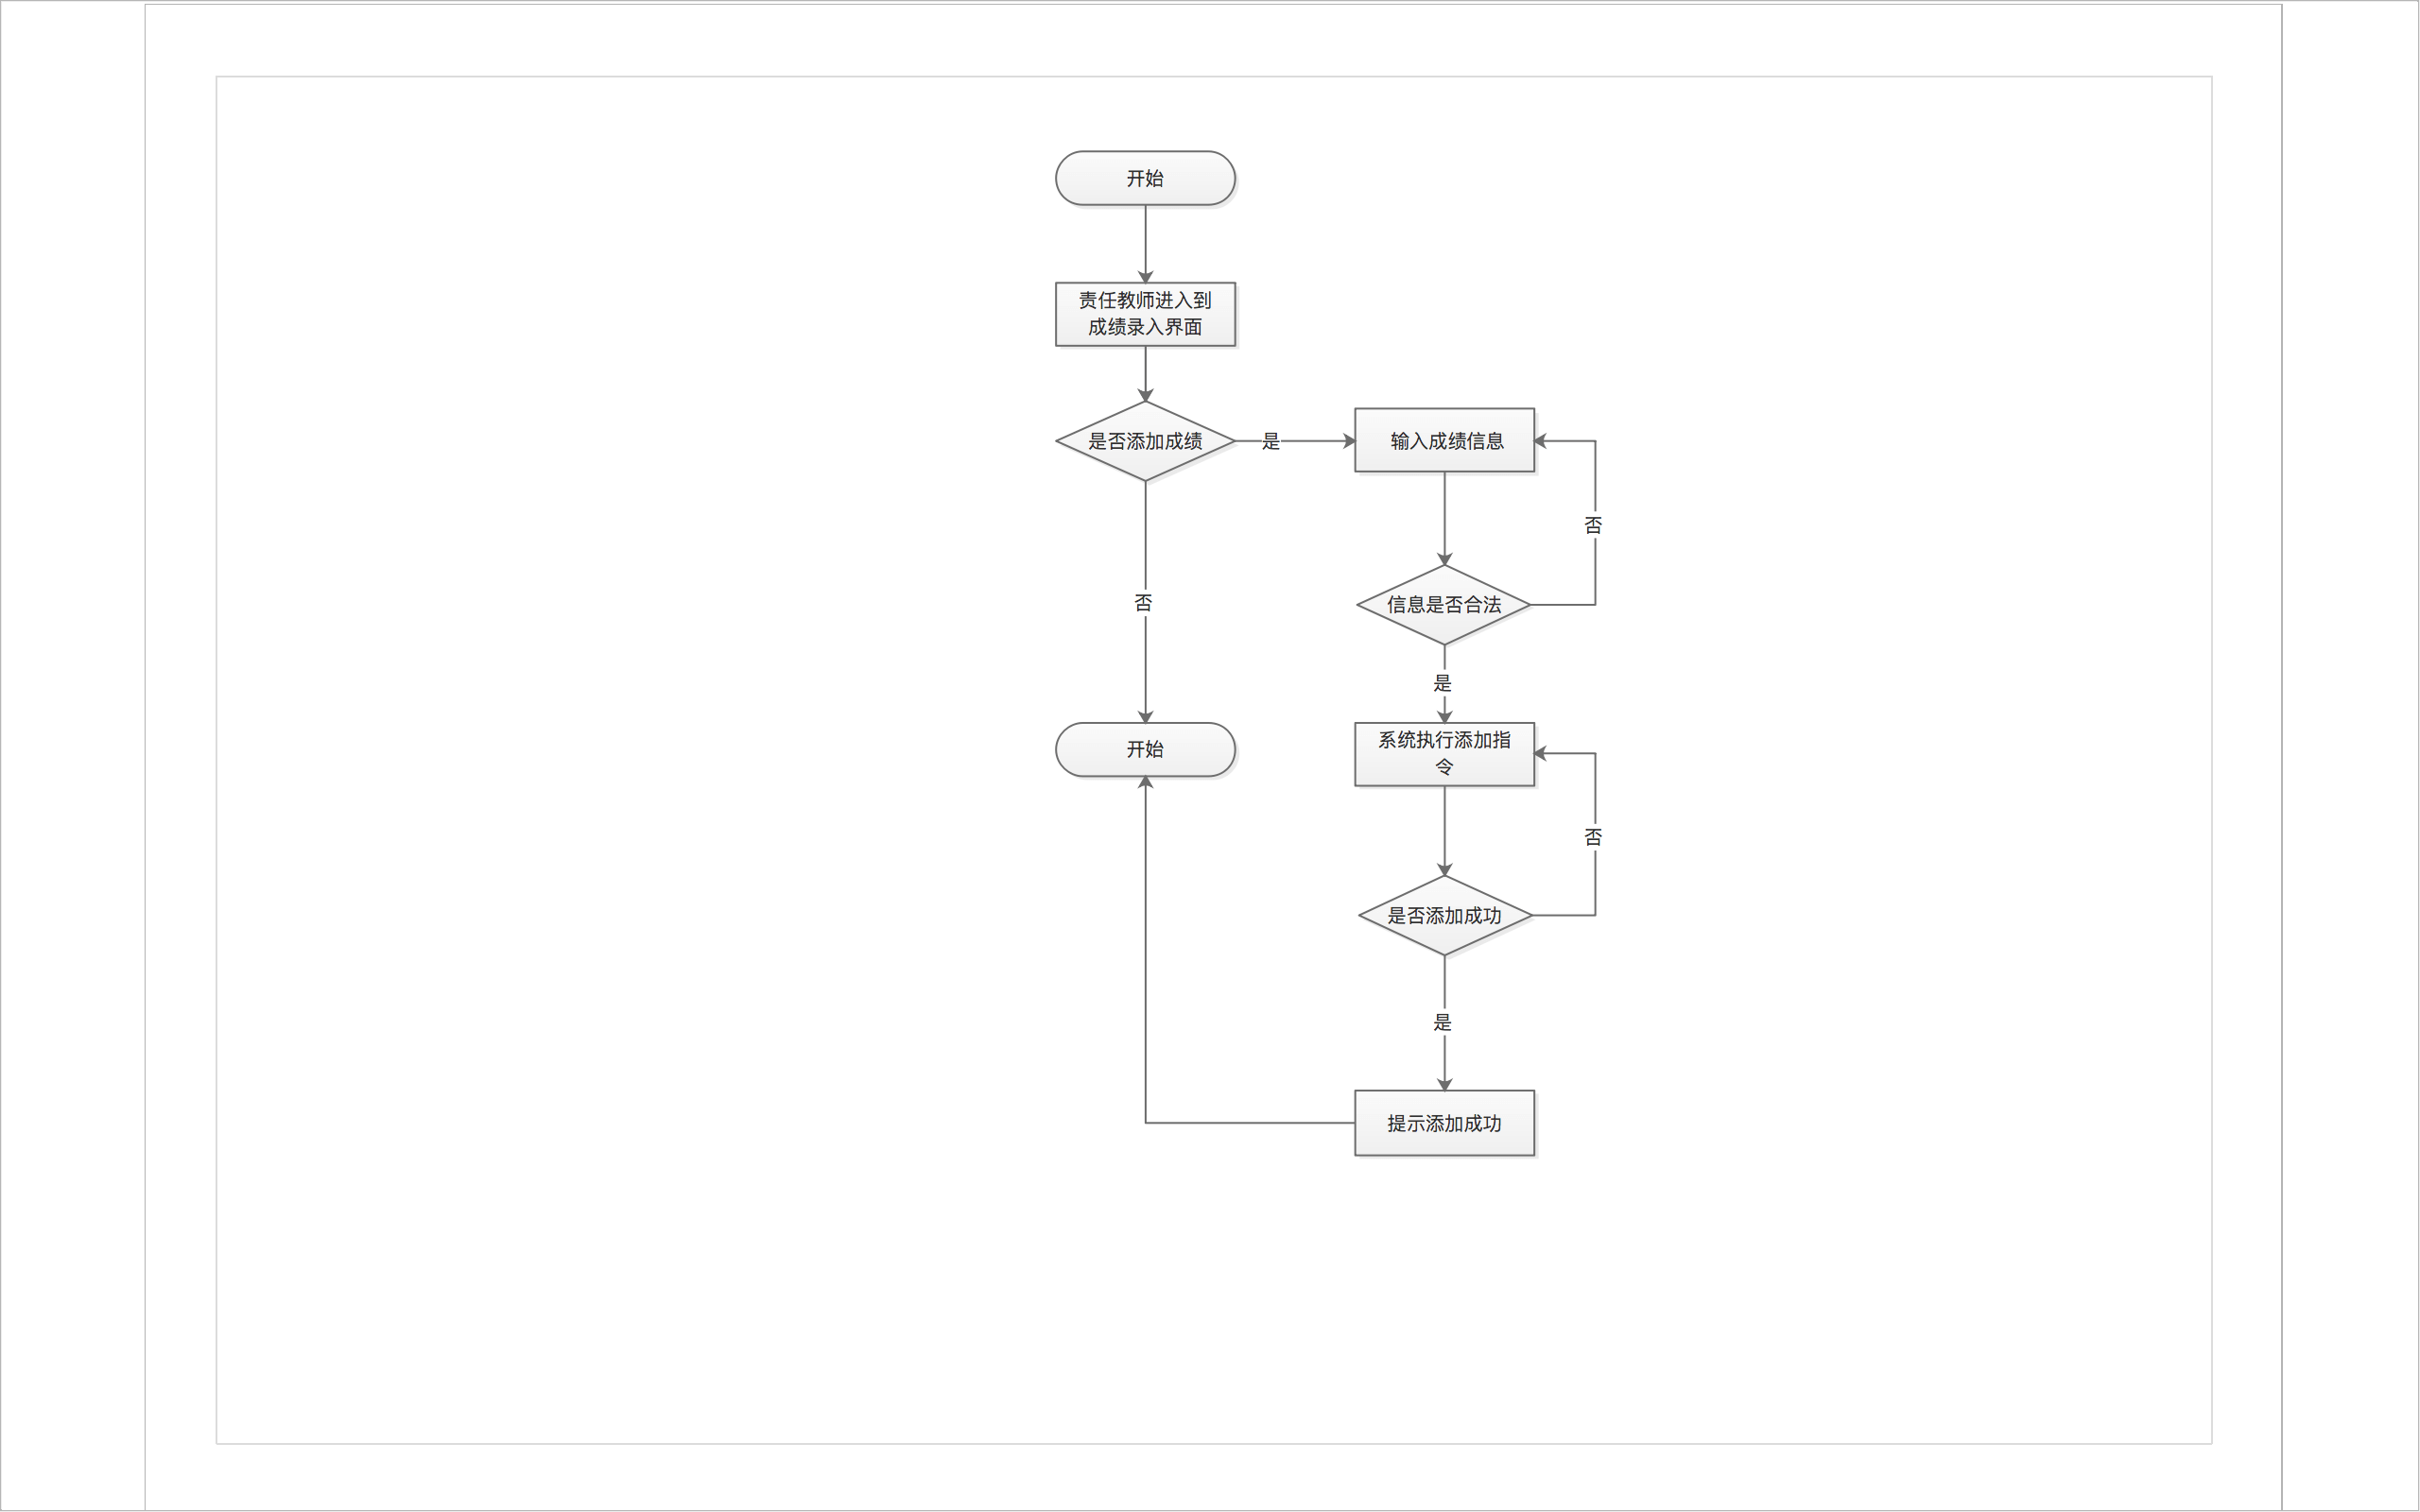 开始
责任教师进入到
成绩录入界面
是否添加成绩
是
输入成绩信息
否
否
信息是否合法
是
开始
系统执行添加指
令
否
是否添加成功
是
提示添加成功